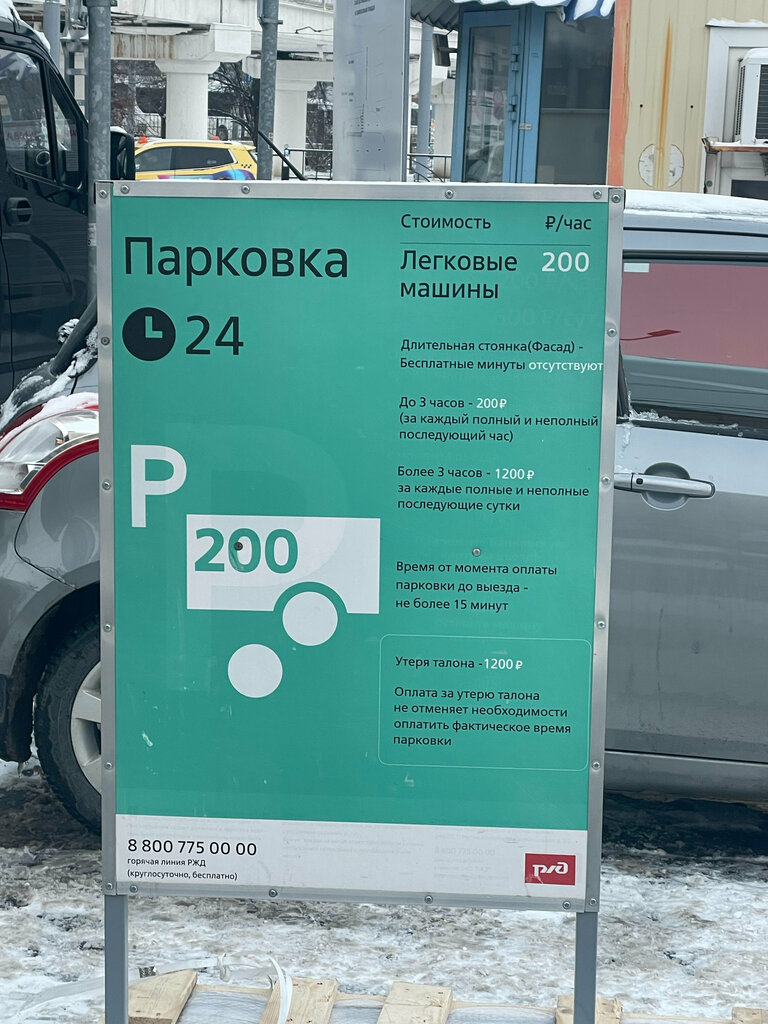 Парковка
24
P
200
Стоимость ₽/час
Легковые 200
машины
Длительная стоянка(Фасад) -
Бесплатные минуты отсутствуют
До 3 часов - 200₽
(за каждый полный и неполный
последующий час)
Более 3 часов - 1200₽
за каждые полные и неполные
последующие сутки
Время от момента оплаты
парковки до выезда -
не более 15 минут
Утеря талона -1200₽
Оплата за утерю талона
не отменяет необходимости
оплатить фактическое время
парковки
8 800 775 00 00
горячая линия РЖД
(круглосуточно, бесплатно)
ржд